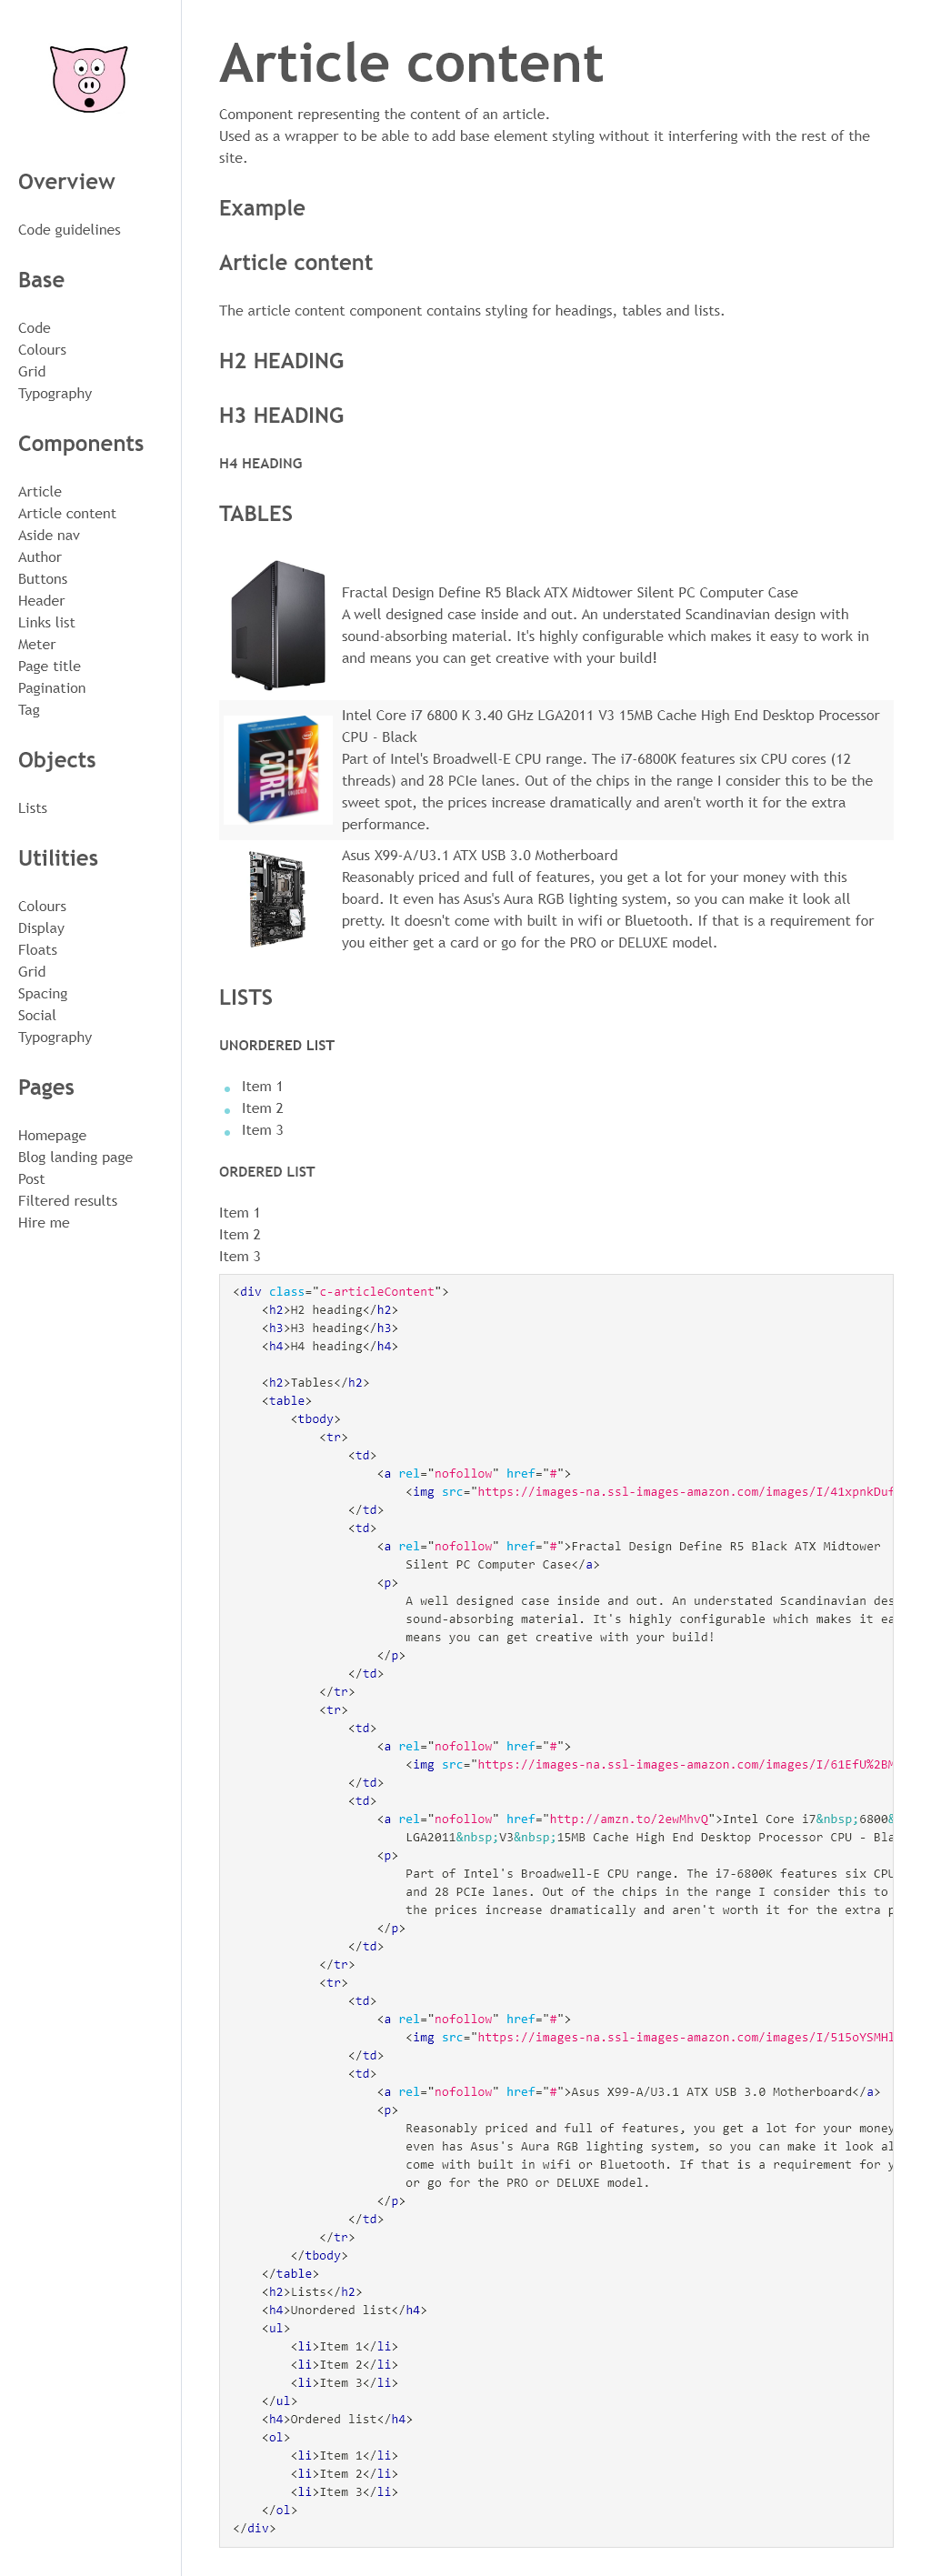 Overview
Code guidelines
Base
Code
Colours
Grid
Typography
Components
Article
Article content
Aside nav
Author
Buttons
Header
Links list
Meter
Page title
Pagination
Tag
Objects
Lists
Utilities
Colours
Display
Floats
Grid
Spacing
Social
Typography
Pages
Homepage
Blog landing page
Post
Filtered results
Hire me
Article content
Component representing the content of an article.
Used as a wrapper to be able to add base element styling without it interfering with the rest of the
site.
Example
Article content
The article content component contains styling for headings, tables and lists.
H2 HEADING
H3 HEADING
H4 HEADING
TABLES
Fractal Design Define R5 Black ATX Midtower Silent PC Computer Case
A well designed case inside and out. An understated Scandinavian design with
sound-absorbing material. It's highly configurable which makes it easy to work in
and means you can get creative with your build!
CORE i7
Intel Core i7 6800 K 3.40 GHz LGA2011 V3 15MB Cache High End Desktop Processor
CPU - Black
Part of Intel's Broadwell-E CPU range. The i7-6800K features six CPU cores (12
threads) and 28 PCIe lanes. Out of the chips in the range I consider this to be the
sweet spot, the prices increase dramatically and aren't worth it for the extra
performance.
Asus X99-A/U3.1 ATX USB 3.0 Motherboard
Reasonably priced and full of features, you get a lot for your money with this
board. It even has Asus's Aura RGB lighting system, so you can make it look all
pretty. It doesn't come with built in wifi or Bluetooth. If that is a requirement for
you either get a card or go for the PRO or DELUXE model.
LISTS
UNORDERED LIST
Item 1
Item 2
Item 3
ORDERED LIST
Item 1
Item 2
Item 3
<div class="c-articleContent">
    <h2>H2 heading</h2>
    <h3>H3 heading</h3>
    <h4>H4 heading</h4>
    <h2>Tables</h2>
    <table>
        <tbody>
            <tr>
                <td>
                    <a rel="nofollow" href="#">
                        <img src="https://images-na.ssl-images-amazon.com/images/I/41xpnkDuf
                </td>
                <td>
                    <a rel="nofollow" href="#">Fractal Design Define R5 Black ATX Midtower
                        Silent PC Computer Case</a>
                    <p>
                        A well designed case inside and out. An understated Scandinavian des
                        sound-absorbing material. It's highly configurable which makes it ea
                        means you can get creative with your build!
                    </p>
                </td>
            </tr>
            <tr>
                <td>
                    <a rel="nofollow" href="#">
                        <img src="https://images-na.ssl-images-amazon.com/images/I/61EfU%2BM
                </td>
                <td>
                    <a rel="nofollow" href="http://amzn.to/2ewMhvQ">Intel Core i7&nbsp;6800&
                        LGA2011&nbsp;V3&nbsp;15MB Cache High End Desktop Processor CPU - Bla
                    <p>
                        Part of Intel's Broadwell-E CPU range. The i7-6800K features six CPU
                        and 28 PCIe lanes. Out of the chips in the range I consider this to
                        the prices increase dramatically and aren't worth it for the extra p
                    </p>
                </td>
            </tr>
            <tr>
                <td>
                    <a rel="nofollow" href="#">
                        <img src="https://images-na.ssl-images-amazon.com/images/I/515oYSMHl
                </td>
                <td>
                    <a rel="nofollow" href="#">Asus X99-A/U3.1 ATX USB 3.0 Motherboard</a>
                    <p>
                        Reasonably priced and full of features, you get a lot for your money
                        even has Asus's Aura RGB lighting system, so you can make it look al
                        come with built in wifi or Bluetooth. If that is a requirement for y
                        or go for the PRO or DELUXE model.
                    </p>
                </td>
            </tr>
        </tbody>
    </table>
    <h2>Lists</h2>
    <h4>Unordered list</h4>
    <ul>
        <li>Item 1</li>
        <li>Item 2</li>
        <li>Item 3</li>
    </ul>
    <h4>Ordered list</h4>
    <ol>
        <li>Item 1</li>
        <li>Item 2</li>
        <li>Item 3</li>
    </ol>
</div>